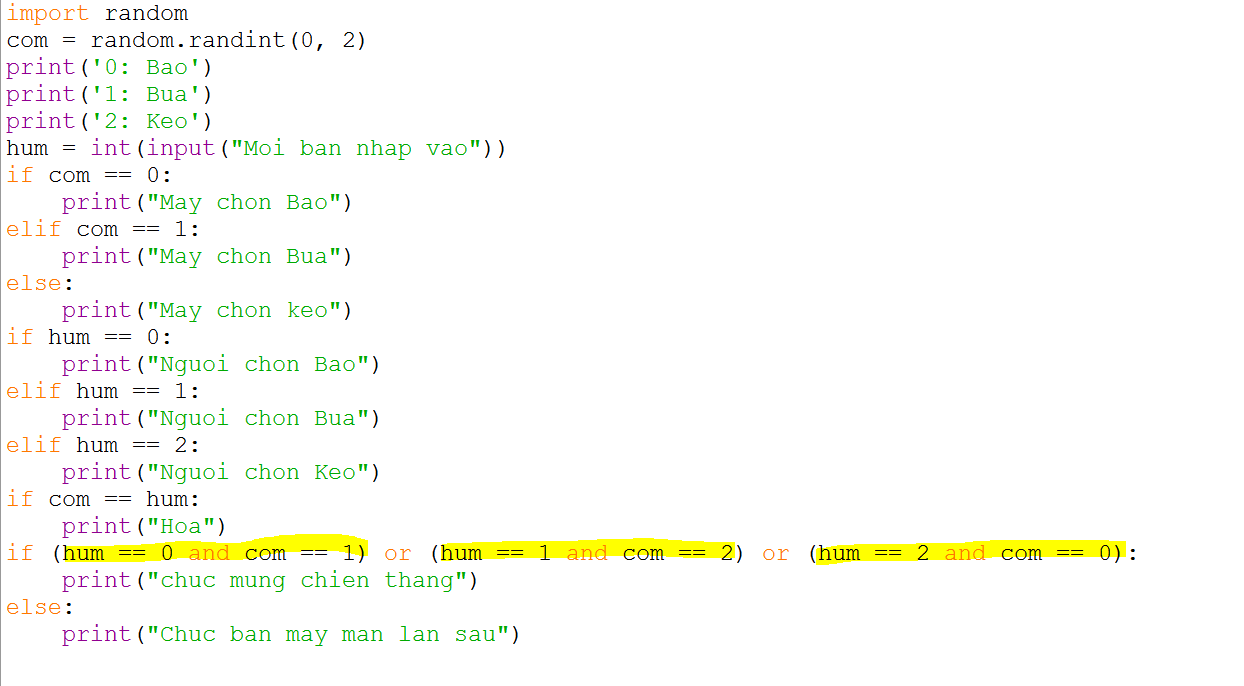 import random
com = random.randint(0, 2)
print('0: Bao')
print('1: Bua')
print('2: Keo')
hum = int(input("Moi ban nhap vao"))
if com == 0:
    print("May chon Bao")
elif com == 1:
    print("May chon Bua")
else:
    print("May chon keo")
if hum == 0:
    print("Nguoi chon Bao")
elif hum == 1:
    print("Nguoi chon Bua")
elif hum == 2:
    print("Nguoi chon Keo")
if com == hum:
    print("Hoa")
if (hum == 0 and com == 1) or (hum == 1 and com == 2) or (hum == 2 and com == 0):
    print("chuc mung chien thang")
else:
    print("Chuc ban may man lan sau")